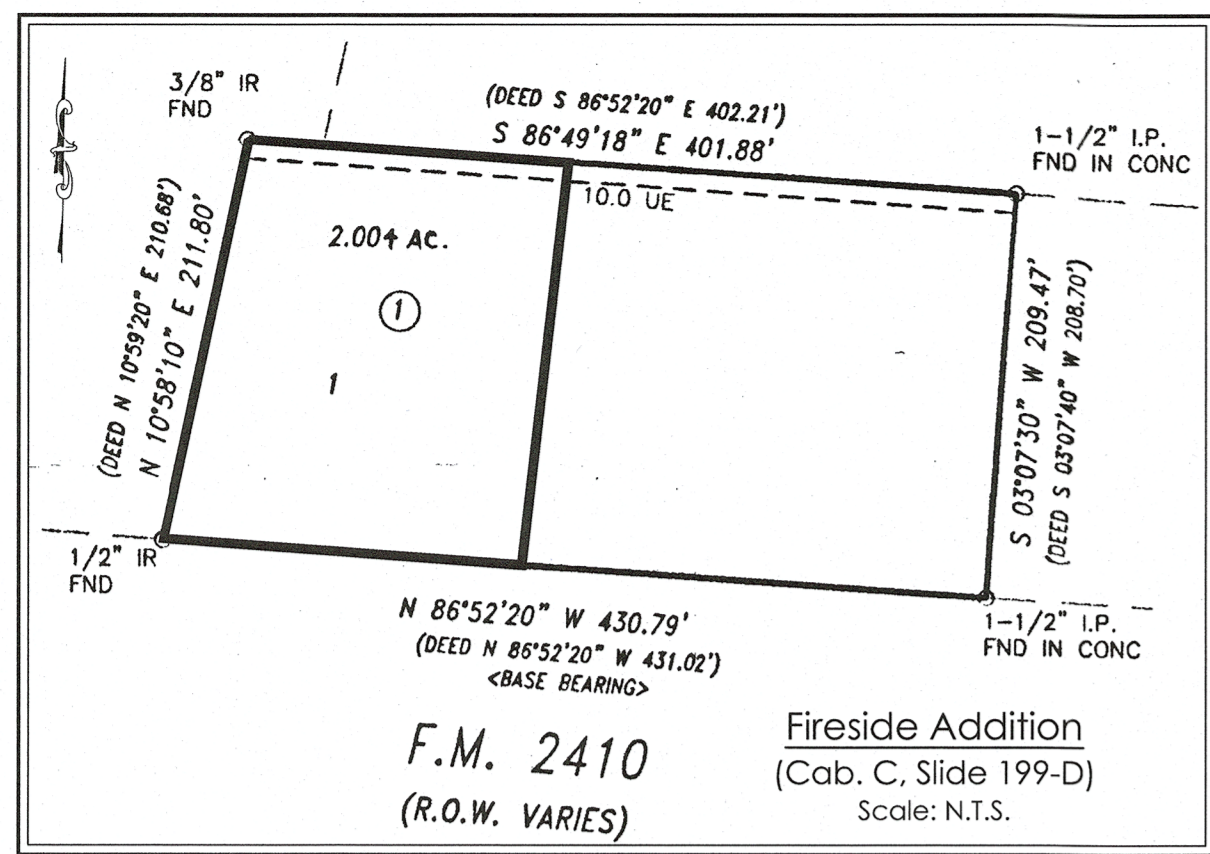 3/8" IR
FND
(DEED S 86°52'20" E 402.21')
S 86°49'18" E 401.88'
1-1/2" I.P.
FND IN CONC
10.0 UE
(DEED N 10°59'20" E 210.68')
N 10°58'10" E 211.80'
2.004 AC.
1
1
S 03°07'30" W 209.47'
(DEED S 03°07'40" W 208.70')
1/2" IR
FND
N 86°52'20" W 430.79'
(DEED N 86°52'20" W 431.02')
<BASE BEARING>
1-1/2" I.P.
FND IN CONC
F.M. 2410
(R.O.W. VARIES)
Fireside Addition
(Cab. C, Slide 199-D)
Scale: N.T.S.